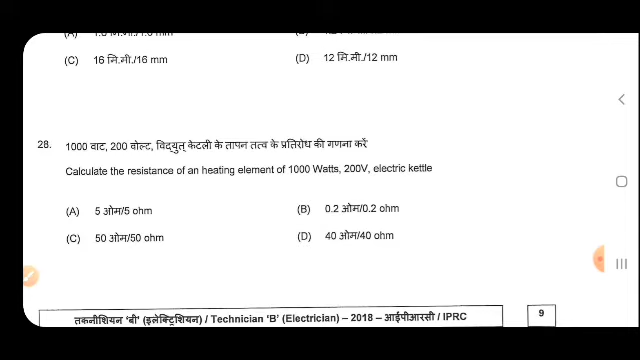 (C) 16 मि.मी./16 mm (D) 12 मि.मी./12 mm
28. 1000 वाट, 200 वोल्ट, विद्युत् केटली के तापन तत्व के प्रतिरोध की गणना करें
Calculate the resistance of an heating element of 1000 Watts, 200V, electric kettle
(A) 5 ओम/5 ohm (B) 0.2 ओम/0.2 ohm
(C) 50 ओम/50 ohm (D) 40 ओम/40 ohm
तकनीशियन 'बी' (इलेक्ट्रिशियन) / Technician 'B' (Electrician) – 2018 – आईपीआरसी / IPRC 9